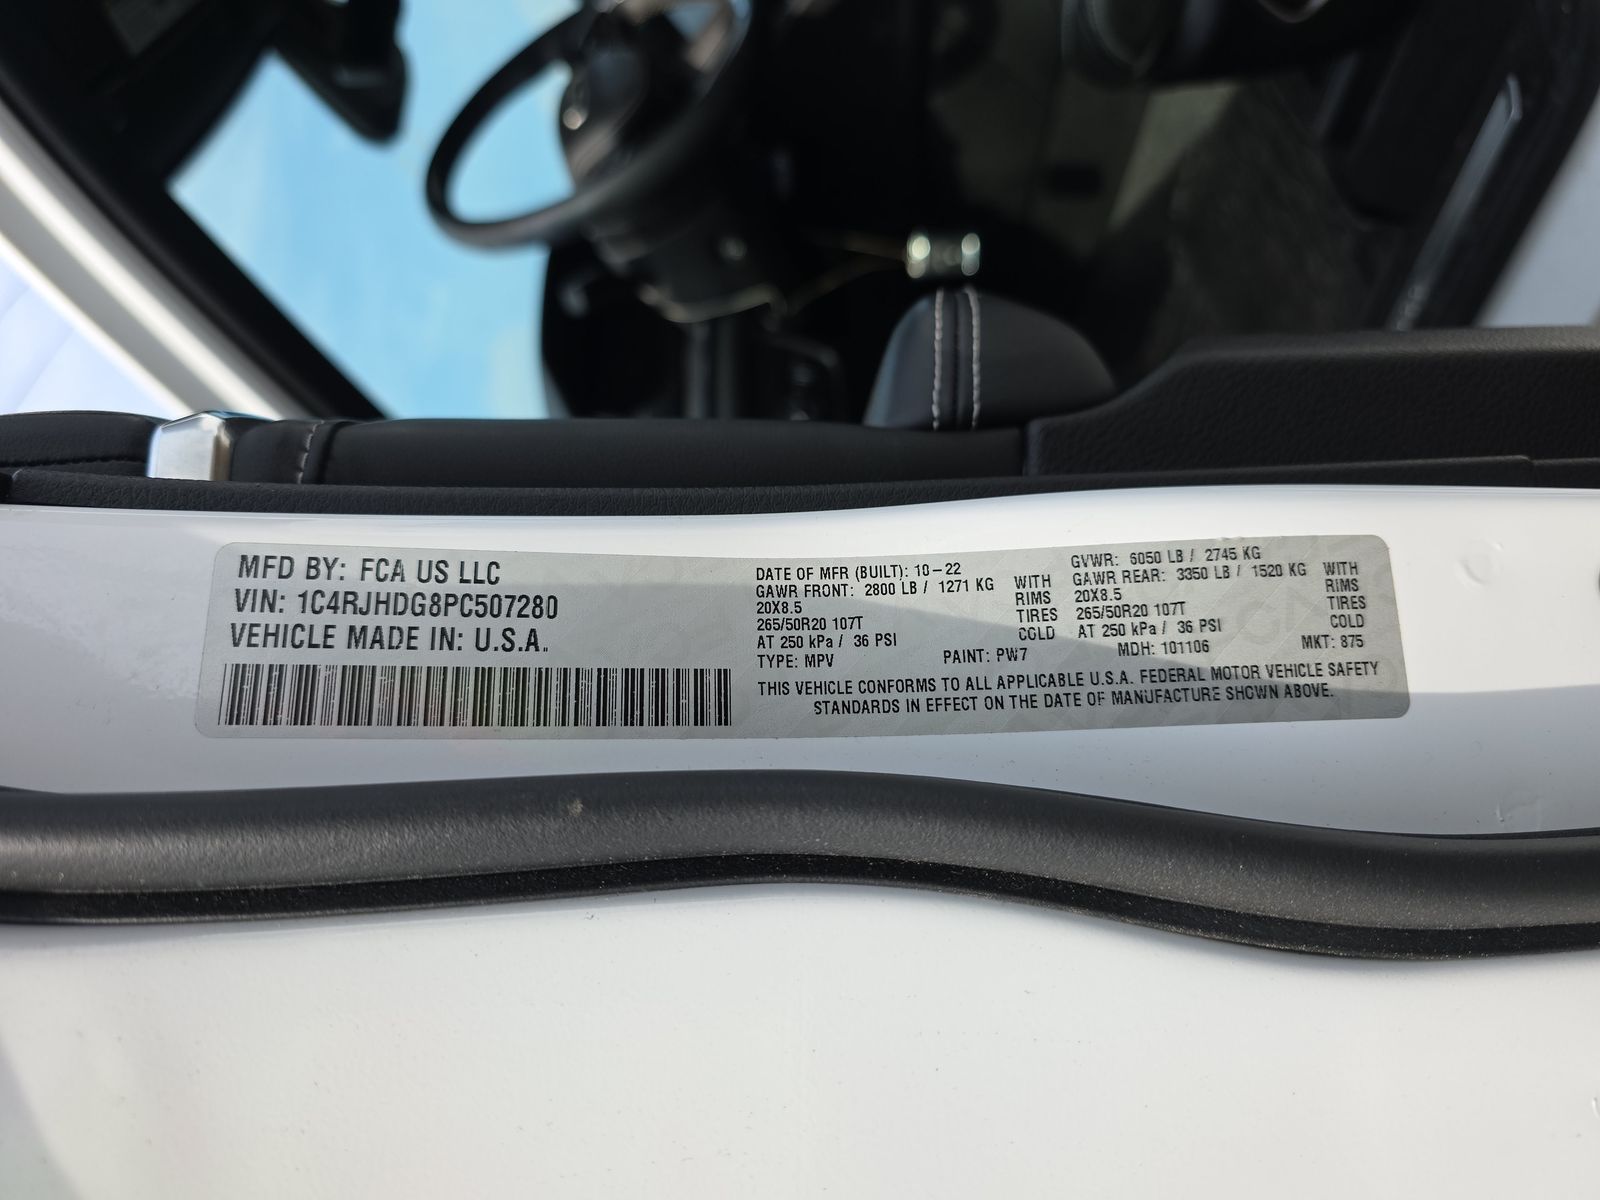 MFD BY: FCA US LLC
VIN: 1C4RJHDG8PC507280
VEHICLE MADE IN: U.S.A.
DATE OF MFR (BUILT): 10-22
GAWR FRONT: 2800 LB / 1271 KG WITH
20X8.5 RIMS
265/50R20 107T TIRES
AT 250 kPa / 36 PSI COLD
TYPE: MPV PAINT: PW7 MDH: 101106 MKT: 875
GVWR: 6050 LB / 2745 KG
GAWR REAR: 3350 LB / 1520 KG WITH
20X8.5 RIMS
265/50R20 107T TIRES
AT 250 kPa / 36 PSI COLD
THIS VEHICLE CONFORMS TO ALL APPLICABLE U.S.A. FEDERAL MOTOR VEHICLE SAFETY
STANDARDS IN EFFECT ON THE DATE OF MANUFACTURE SHOWN ABOVE.